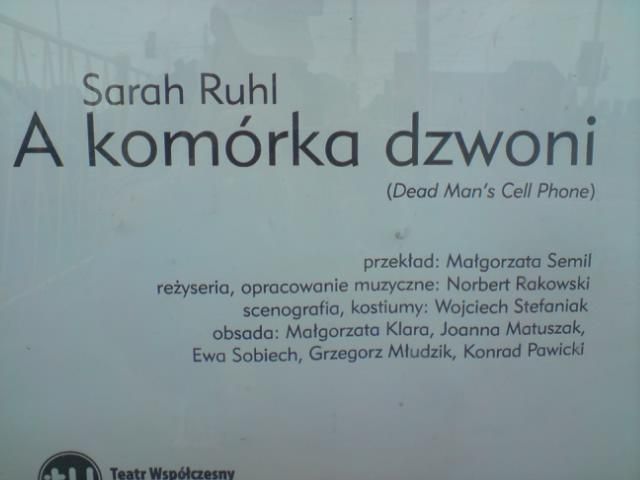 Sarah Ruhl
A komórka dzwoni
(Dead Man's Cell Phone)
przekład: Małgorzata Semil
reżyseria, opracowanie muzyczne: Norbert Rakowski
scenografia, kostiumy: Wojciech Stefaniak
obsada: Małgorzata Klara, Joanna Matuszak,
Ewa Sobiech, Grzegorz Młudzik, Konrad Pawicki
Teatr Współczesny